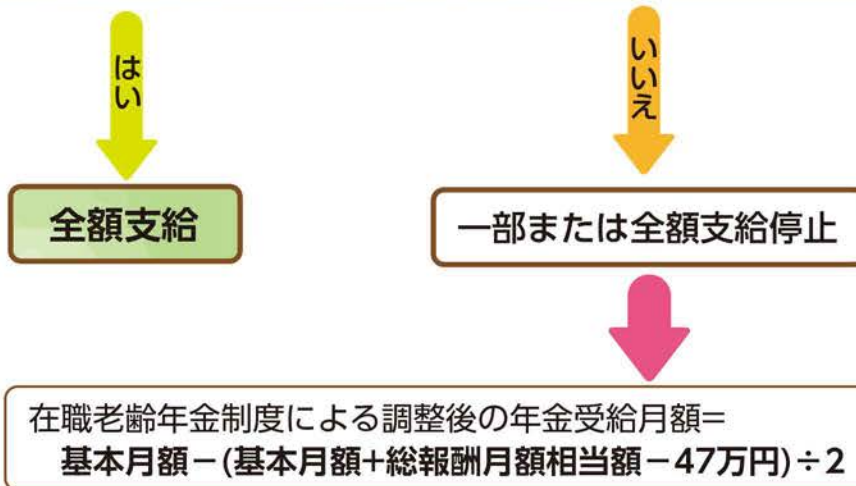 はい
いいえ
全額支給
一部または全額支給停止
在職老齢年金制度による調整後の年金受給月額=
基本月額-(基本月額+総報酬月額相当額-47万円)÷2